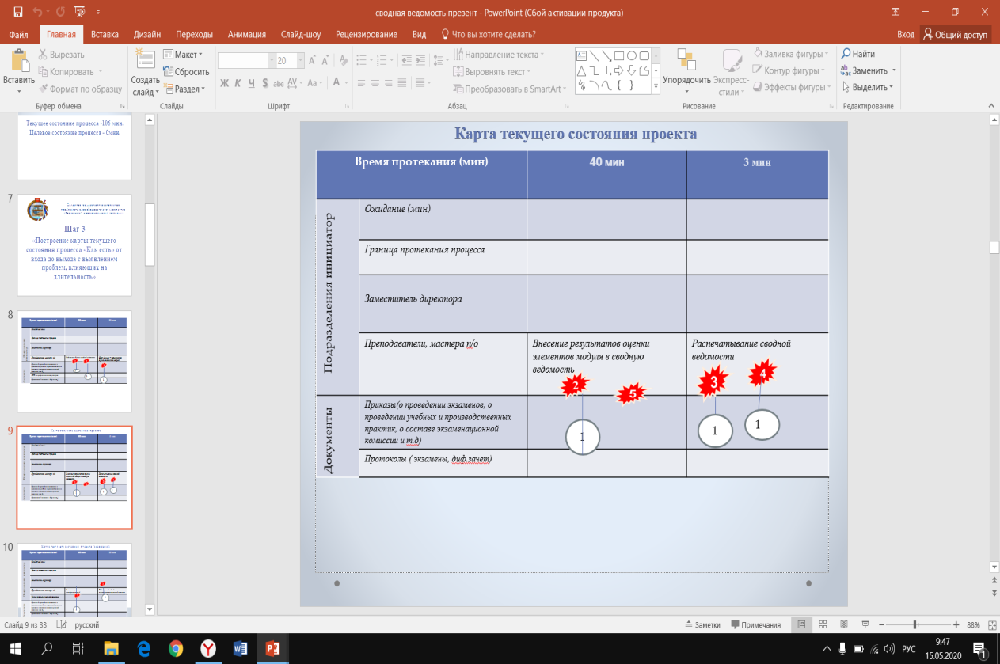 сводная ведомость презент - PowerPoint (Сбой активации продукта)
Файл Главная Вставка Дизайн Переходы Анимация Слайд-шоу Рецензирование Вид Что вы хотите сделать? Вход Общий доступ
Вставить
Вырезать
Копировать
Формат по образцу
Буфер обмена
Создать слайд
Макет
Сбросить
Раздел
Слайды
20
Ж К Ч S abc AV Aa A
Шрифт
Направление текста
Выровнять текст
Преобразовать в SmartArt
Абзац
Упорядочить
Экспресс-стили
Заливка фигуры
Контур фигуры
Эффекты фигуры
Рисование
Найти
Заменить
Выделить
Редактирование
Текущее состояние процесса -106 мин.
Целевое состояние процесса - 0мин.
7
Шаг 3
«Построение карты текущего
состояния процесса «Как есть» от
входа до выхода с выявлением
проблем, влияющих на
длительность»
8
9
10
Карта текущего состояния проекта
Время протекания (мин) 40 мин 3 мин
Подразделения инициатор
Ожидание (мин)
Граница протекания процесса
Заместитель директора
Преподаватели, мастера п/о
Внесение результатов оценки
элементов модуля в сводную
ведомость
Распечатывание сводной
ведомости
2 5 3 4
Документы
Приказы(о проведении экзаменов, о
проведении учебных и производственных
практик, о составе экзаменационной
комиссии и т.д)
1 1 1
Протоколы ( экзамены, диф.зачет)
Слайд 9 из 33 русский Заметки Примечания 88%
РУС
9:47
15.05.2020
1